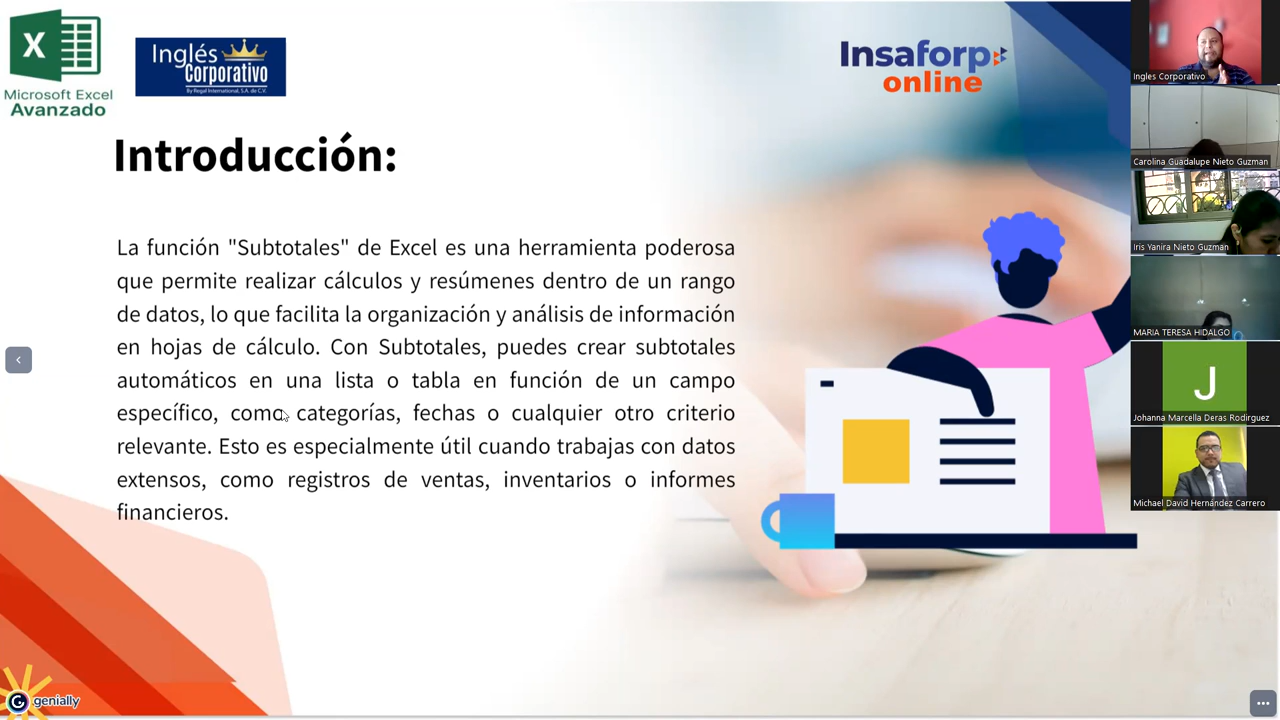 Microsoft Excel
Avanzado
Inglés
Corporativo
By Regal International, S.A. de C.V.
Insaforp
online
Introducción:
La función "Subtotales" de Excel es una herramienta poderosa
que permite realizar cálculos y resúmenes dentro de un rango
de datos, lo que facilita la organización y análisis de información
en hojas de cálculo. Con Subtotales, puedes crear subtotales
automáticos en una lista o tabla en función de un campo
específico, como categorías, fechas o cualquier otro criterio
relevante. Esto es especialmente útil cuando trabajas con datos
extensos, como registros de ventas, inventarios o informes
financieros.
genially
Ingles Corporativo
Carolina Guadalupe Nieto Guzman
Iris Yanira Nieto Guzman
MARIA TERESA HIDALGO
J
Johanna Marcella Deras Rodirguez
Michael David Hernández Carrero